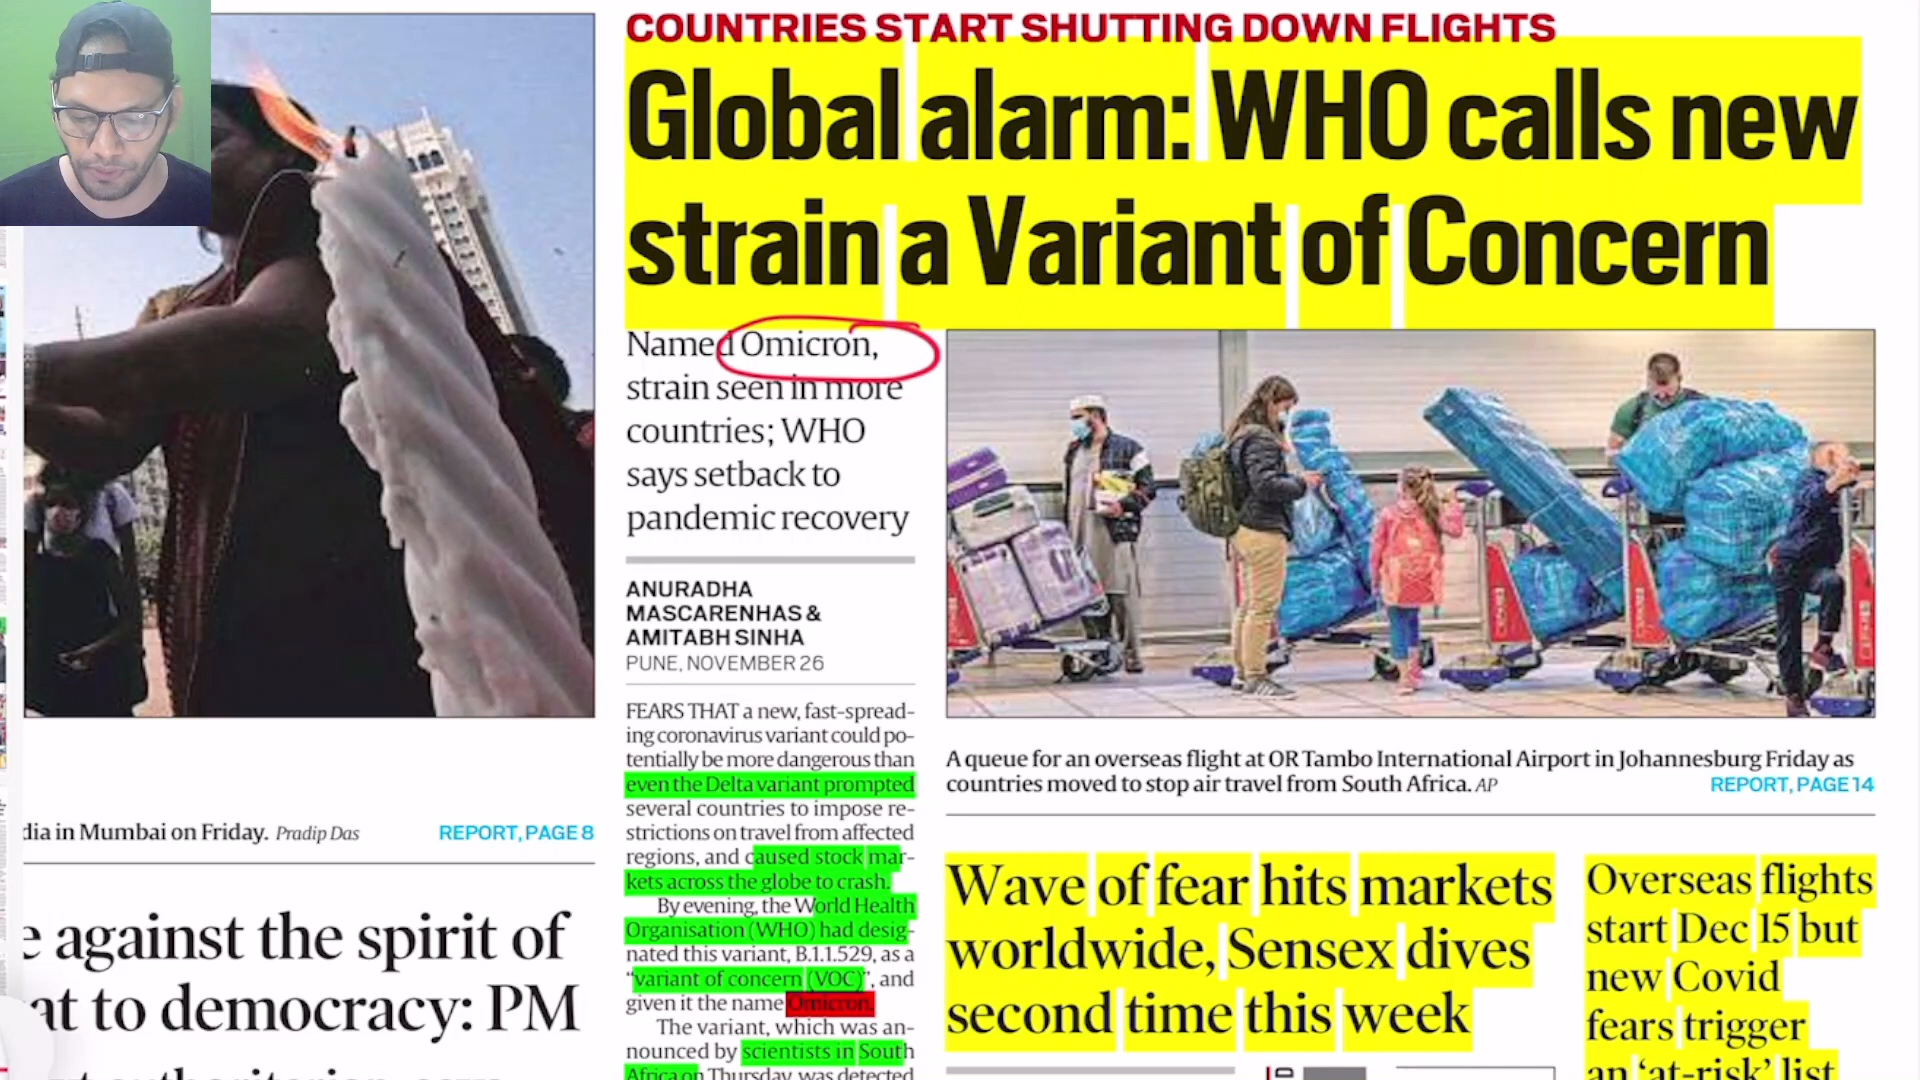 COUNTRIES START SHUTTING DOWN FLIGHTS
Global alarm: WHO calls new
strain a Variant of Concern
Named Omicron,
strain seen in more
countries; WHO
says setback to
pandemic recovery
ANURADHA
MASCARENHAS &
AMITABH SINHA
PUNE, NOVEMBER 26
FEARS THAT a new, fast-spread-
ing coronavirus variant could po-
tentially be more dangerous than
even the Delta variant prompted
several countries to impose re-
strictions on travel from affected
regions, and caused stock mar-
kets across the globe to crash.
By evening, the World Health
Organisation (WHO) had desig-
nated this variant, B.1.1.529, as a
“variant of concern (VOC)”, and
given it the name Omicron.
The variant, which was an-
nounced by scientists in South
Africa on Thursday, was detected
A queue for an overseas flight at OR Tambo International Airport in Johannesburg Friday as
countries moved to stop air travel from South Africa. AP
REPORT, PAGE 14
Wave of fear hits markets
worldwide, Sensex dives
second time this week
Overseas flights
start Dec 15 but
new Covid
fears trigger
an ‘at-risk’ list
dia in Mumbai on Friday. Pradip Das
REPORT, PAGE 8
e against the spirit of
at to democracy: PM